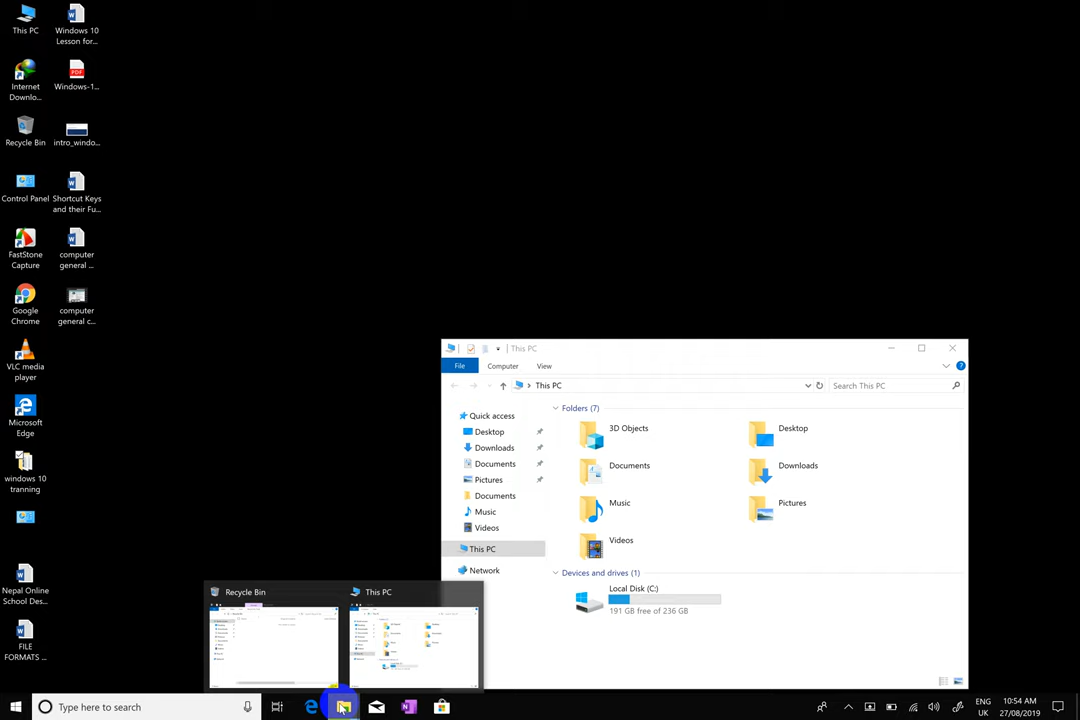 This PC
Windows 10
Lesson for...
Internet
Downlo...
PDF
Windows-1...
Recycle Bin
intro_windo...
Control Panel
Shortcut Keys
and their Fu...
FastStone
Capture
computer
general ...
Google
Chrome
computer
general c...
VLC media
player
Microsoft
Edge
windows 10
tranning
Nepal Online
School Des...
FILE
FORMATS ...
This PC
File
Computer
View
This PC
Search This PC
Quick access
Desktop
Downloads
Documents
Pictures
Documents
Music
Videos
This PC
Network
Folders (7)
3D Objects
Desktop
Documents
Downloads
Music
Pictures
Videos
Devices and drives (1)
Local Disk (C:)
191 GB free of 236 GB
Recycle Bin
This PC
Type here to search
ENG
UK
10:54 AM
27/08/2019